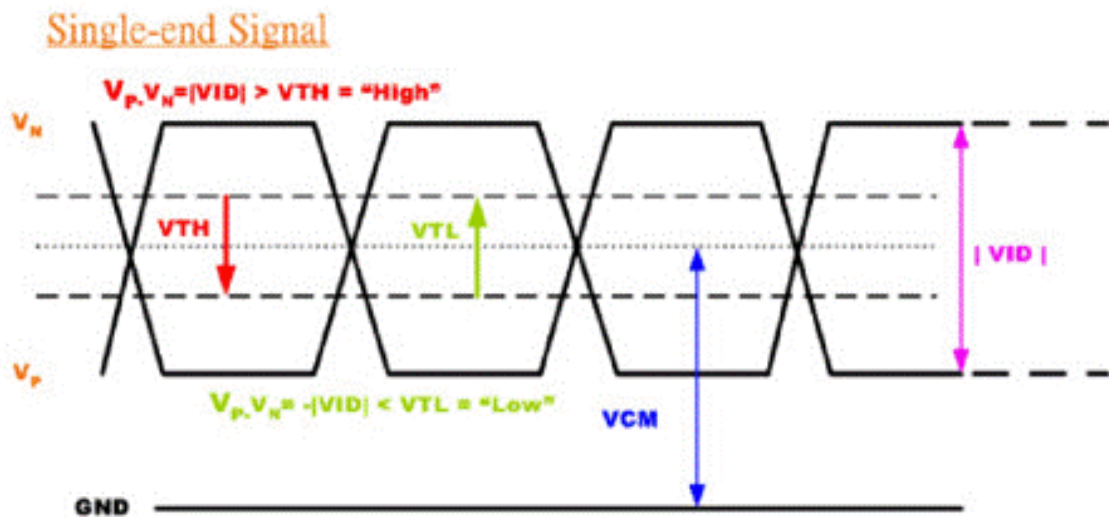 Single-end Signal
VP-VN=|VID| > VTH = "High"
VN
VTH
VTL
| VID |
VP
VP-VN= -|VID| < VTL = "Low"
VCM
GND